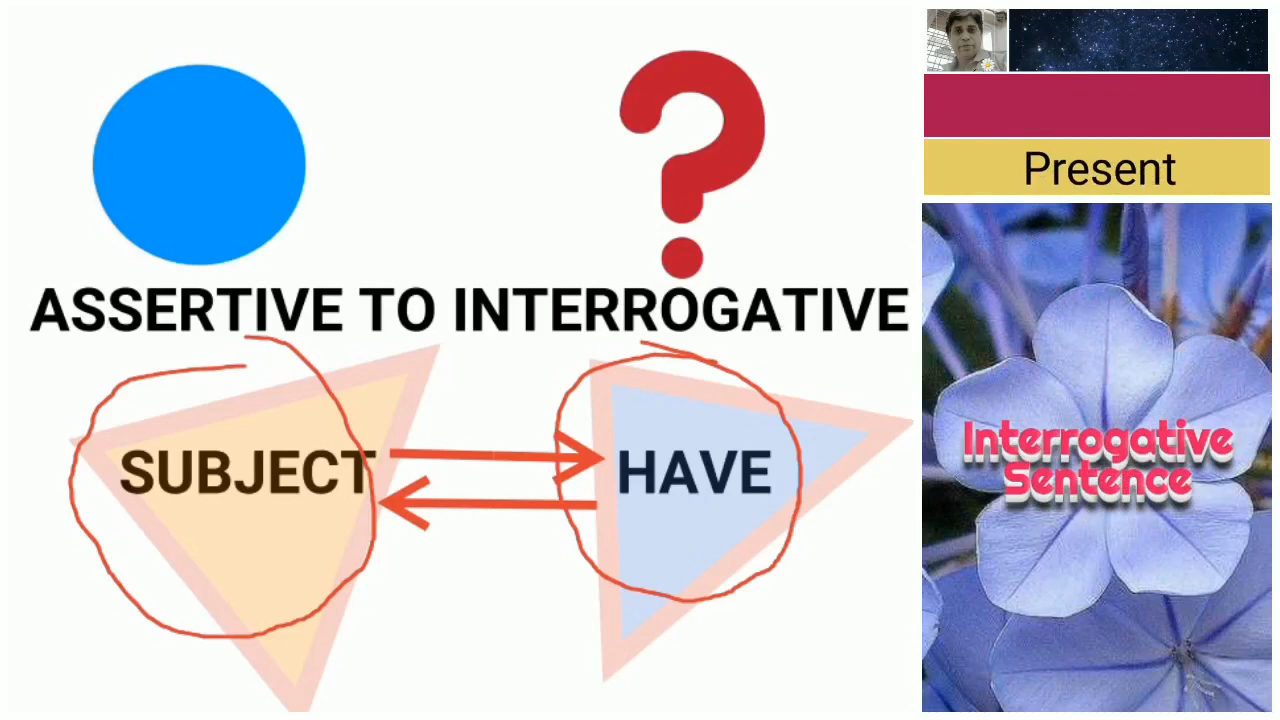 ASSERTIVE TO INTERROGATIVE
SUBJECT
HAVE
Present
Interrogative
Sentence